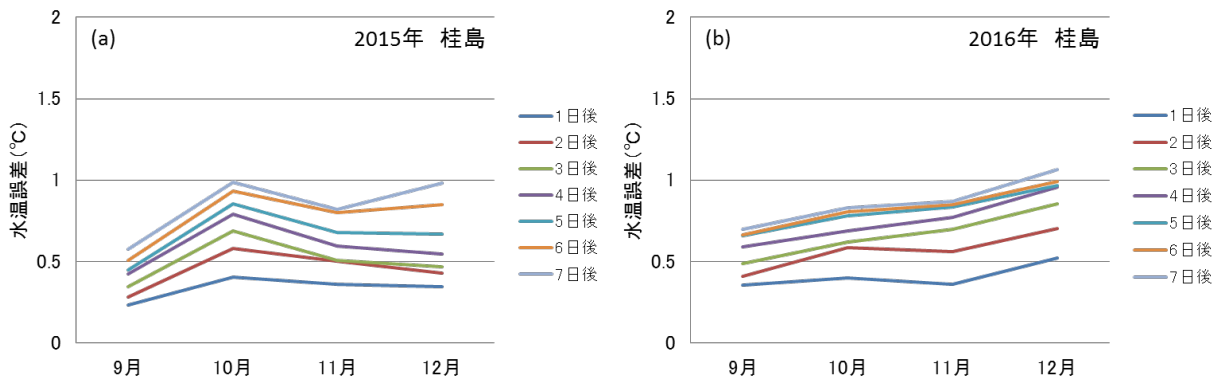 (a)
2015年 桂島
水温誤差(℃)
2
1.5
1
0.5
0
9月
10月
11月
12月
1日後
2日後
3日後
4日後
5日後
6日後
7日後
(b)
2016年 桂島
水温誤差(℃)
2
1.5
1
0.5
0
9月
10月
11月
12月
1日後
2日後
3日後
4日後
5日後
6日後
7日後